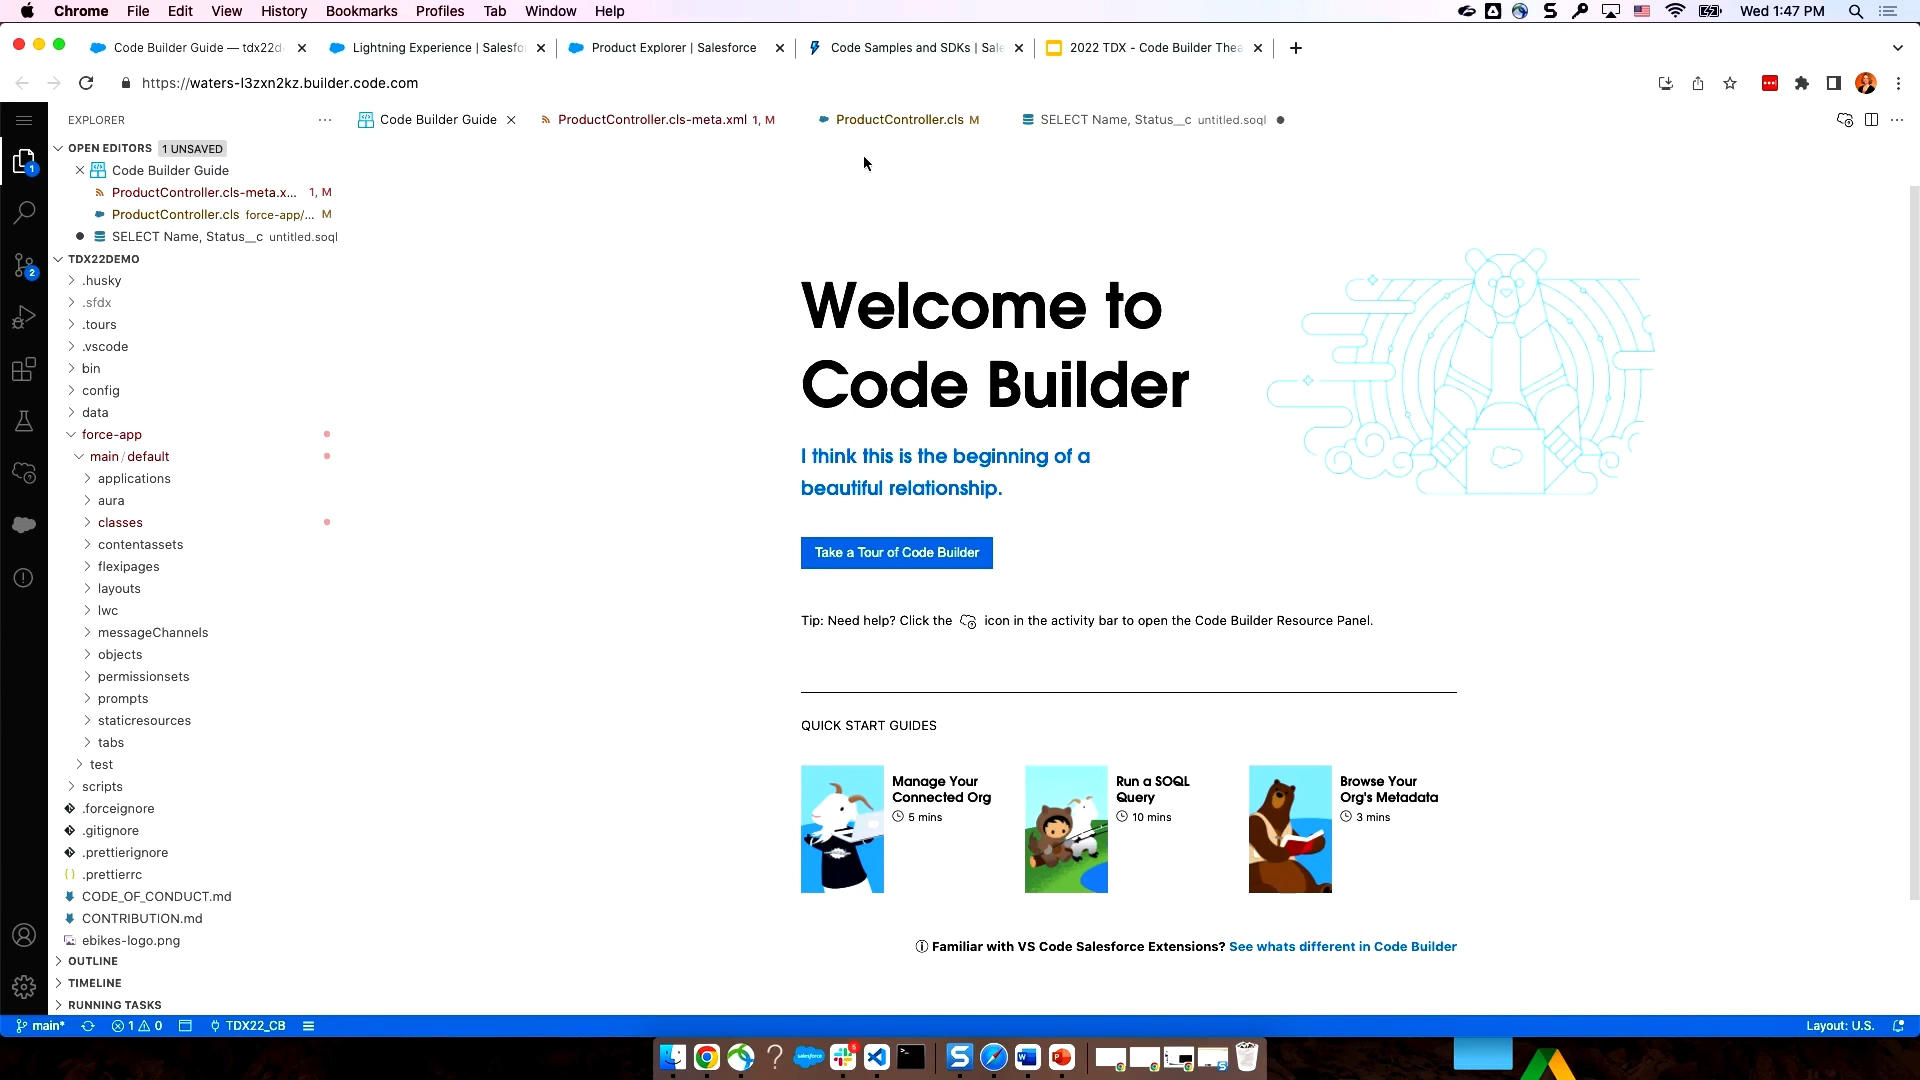 Chrome File Edit View History Bookmarks Profiles Tab Window Help Wed 1:47 PM
Code Builder Guide — tdx22d Lightning Experience | Salesfo Product Explorer | Salesforce Code Samples and SDKs | Sale 2022 TDX - Code Builder Thea
https://waters-l3zxn2kz.builder.code.com
EXPLORER
Code Builder Guide ProductController.cls-meta.xml 1, M ProductController.cls M SELECT Name, Status__c untitled.soql
OPEN EDITORS 1 UNSAVED
Code Builder Guide
ProductController.cls-meta.x... 1, M
ProductController.cls force-app/... M
SELECT Name, Status__c untitled.soql
TDX22DEMO
.husky
.sfdx
.tours
.vscode
bin
config
data
force-app
main / default
applications
aura
classes
contentassets
flexipages
layouts
lwc
messageChannels
objects
permissionsets
prompts
staticresources
tabs
test
scripts
.forceignore
.gitignore
.prettierignore
.prettierrc
CODE_OF_CONDUCT.md
CONTRIBUTION.md
ebikes-logo.png
OUTLINE
TIMELINE
RUNNING TASKS
1
2
Welcome to
Code Builder
I think this is the beginning of a
beautiful relationship.
Take a Tour of Code Builder
Tip: Need help? Click the icon in the activity bar to open the Code Builder Resource Panel.
QUICK START GUIDES
Manage Your
Connected Org
5 mins
Run a SOQL
Query
10 mins
Browse Your
Org's Metadata
3 mins
Familiar with VS Code Salesforce Extensions? See whats different in Code Builder
main* 1 0 TDX22_CB Layout: U.S.
salesforce
5